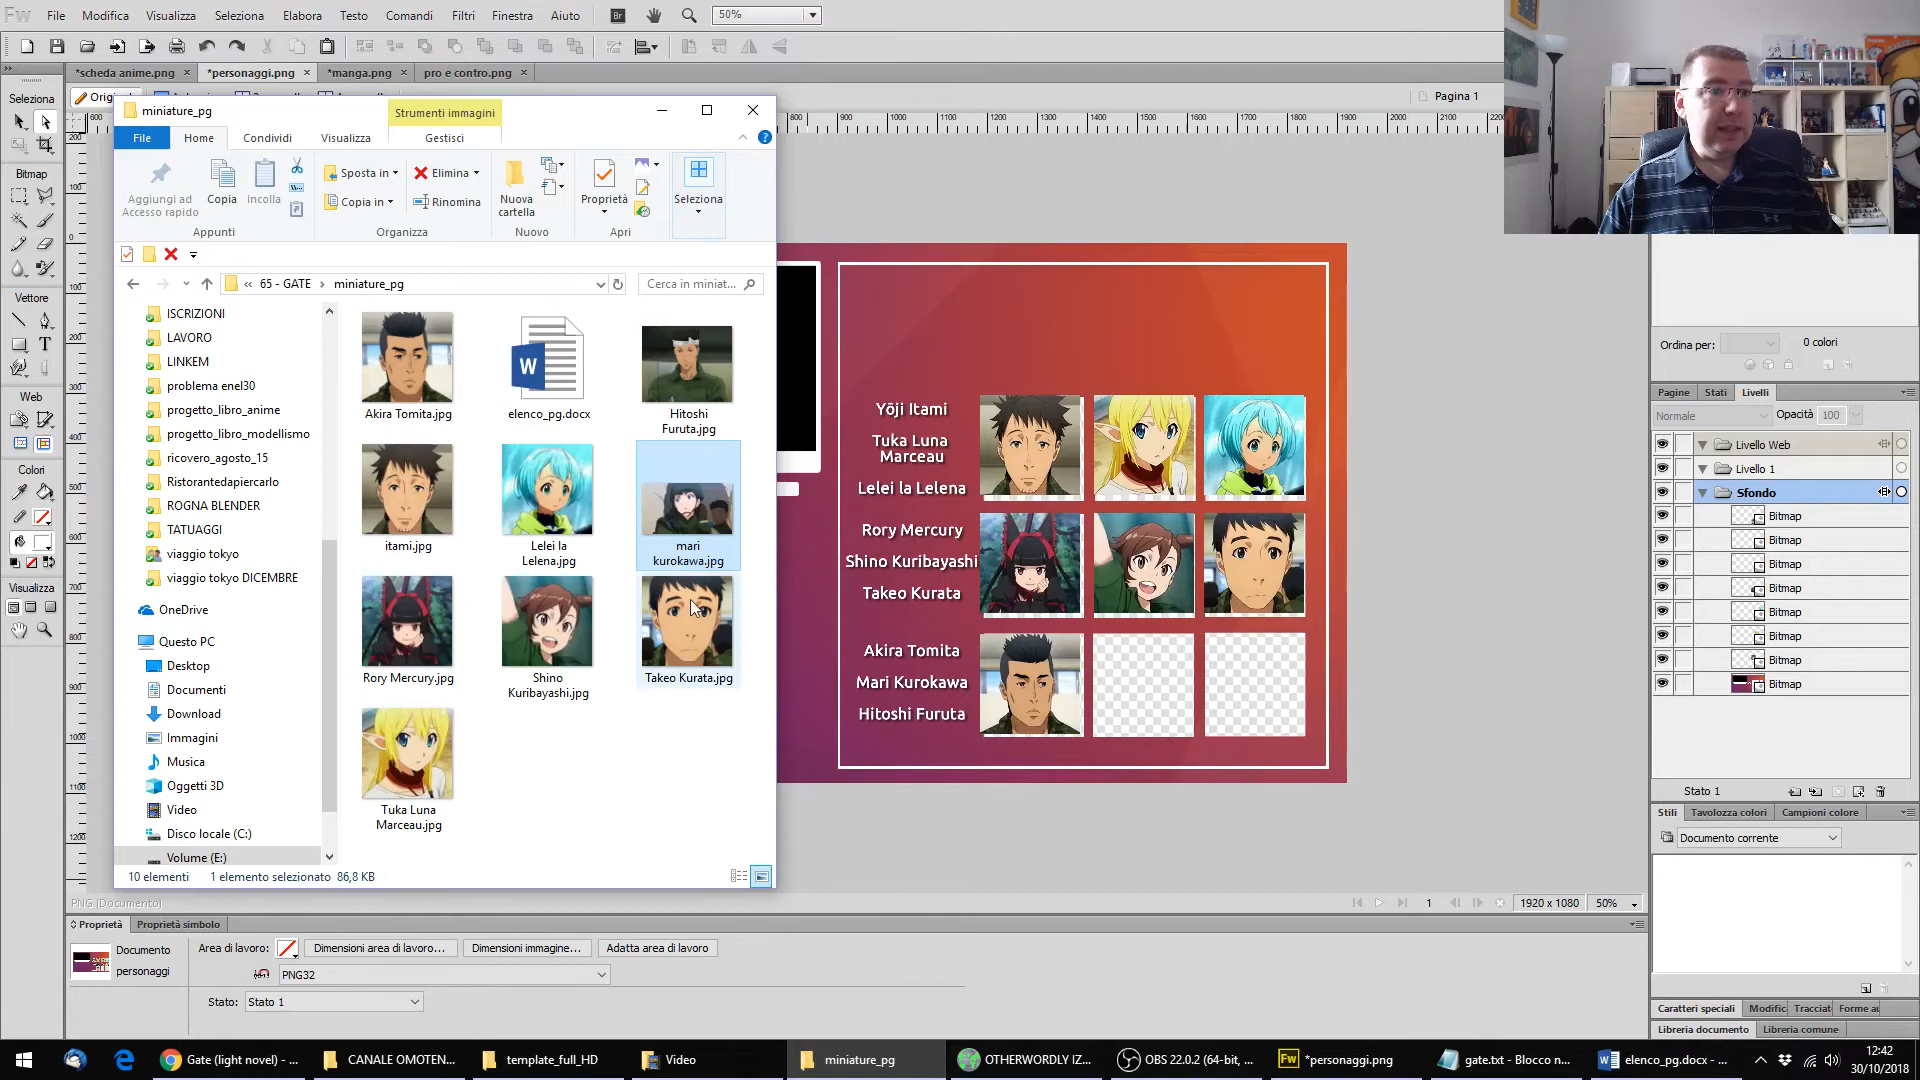 Fw File Modifica Visualizza Seleziona Elabora Testo Comandi Filtri Finestra Aiuto Br 50%
*scheda anime.png × *personaggi.png × *manga.png × pro e contro.png ×
Pagina 1
miniature_pg
Strumenti immagini
File Home Condividi Visualizza Gestisci
Aggiungi ad
Accesso rapido
Copia
Incolla
Sposta in
Copia in
Elimina
Rinomina
Nuova
cartella
Proprietà
Seleziona
Appunti Organizza Nuovo Apri
« 65 - GATE > miniature_pg
Cerca in miniat...
ISCRIZIONI
LAVORO
LINKEM
problema enel30
progetto_libro_anime
progetto_libro_modellismo
ricovero_agosto_15
Ristorantedapiercarlo
ROGNA BLENDER
TATUAGGI
viaggio tokyo
viaggio tokyo DICEMBRE
OneDrive
Questo PC
Desktop
Documenti
Download
Immagini
Musica
Oggetti 3D
Video
Disco locale (C:)
Volume (E:)
Akira Tomita.jpg
elenco_pg.docx
Hitoshi
Furuta.jpg
itami.jpg
Lelei la
Lelena.jpg
mari
kurokawa.jpg
Rory Mercury.jpg
Shino
Kuribayashi.jpg
Takeo Kurata.jpg
Tuka Luna
Marceau.jpg
10 elementi 1 elemento selezionato 86,8 KB
Yōji Itami
Tuka Luna
Marceau
Lelei la Lelena
Rory Mercury
Shino Kuribayashi
Takeo Kurata
Akira Tomita
Mari Kurokawa
Hitoshi Furuta
Seleziona
Bitmap
Vettore
Web
Colori
Visualizza
Ordina per: 0 colori
Pagine Stati Livelli
Normale Opacità 100
Livello Web
Livello 1
Sfondo
Bitmap
Bitmap
Bitmap
Bitmap
Bitmap
Bitmap
Bitmap
Bitmap
Stato 1
Stili Tavolozza colori Campioni colore
Documento corrente
Caratteri speciali Modific Tracciat Forme au
Libreria documento Libreria comune
PNG (Documento)
1 1920 x 1080 50%
Proprietà Proprietà simbolo
Documento
personaggi
Area di lavoro: Dimensioni area di lavoro... Dimensioni immagine... Adatta area di lavoro
PNG32
Stato: Stato 1
Gate (light novel) - ... CANALE OMOTEN... template_full_HD Video miniature_pg OTHERWORDLY IZ... OBS 22.0.2 (64-bit, ... *personaggi.png gate.txt - Blocco n... elenco_pg.docx - ...
12:42
30/10/2018